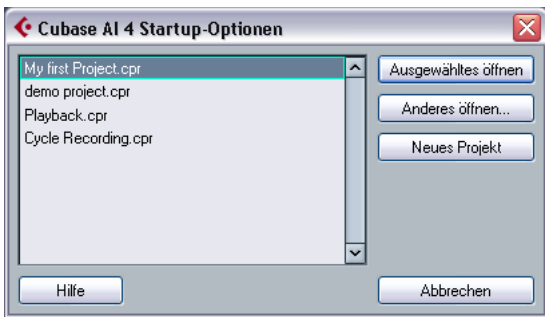 Cubase AI 4 Startup-Optionen
My first Project.cpr
demo project.cpr
Playback.cpr
Cycle Recording.cpr
Ausgewähltes öffnen
Anderes öffnen...
Neues Projekt
Hilfe
Abbrechen